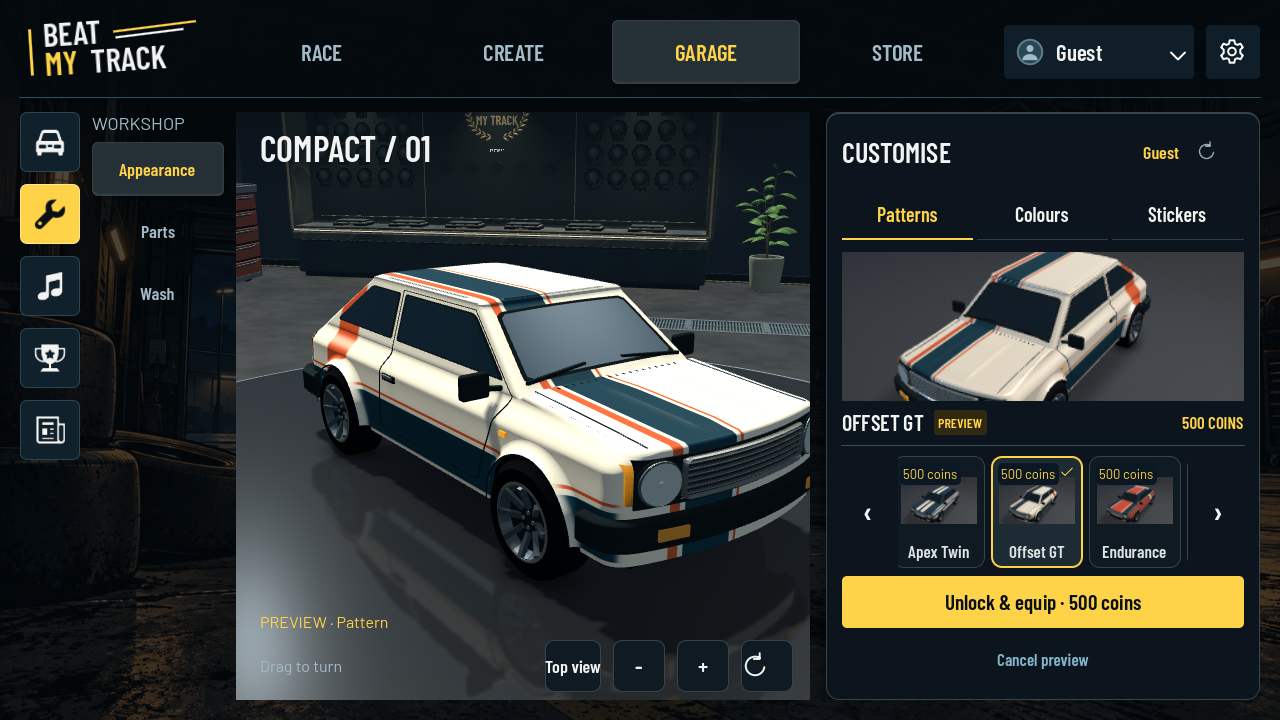 BEAT
MY TRACK
RACE
CREATE
GARAGE
STORE
Guest
WORKSHOP
Appearance
Parts
Wash
MY TRACK
COMPACT / 01
PREVIEW · Pattern
Drag to turn
Top view
-
+
CUSTOMISE
Guest
Patterns
Colours
Stickers
OFFSET GT
PREVIEW
500 COINS
500 coins
500 coins
500 coins
‹
›
Apex Twin
Offset GT
Endurance
Unlock & equip · 500 coins
Cancel preview